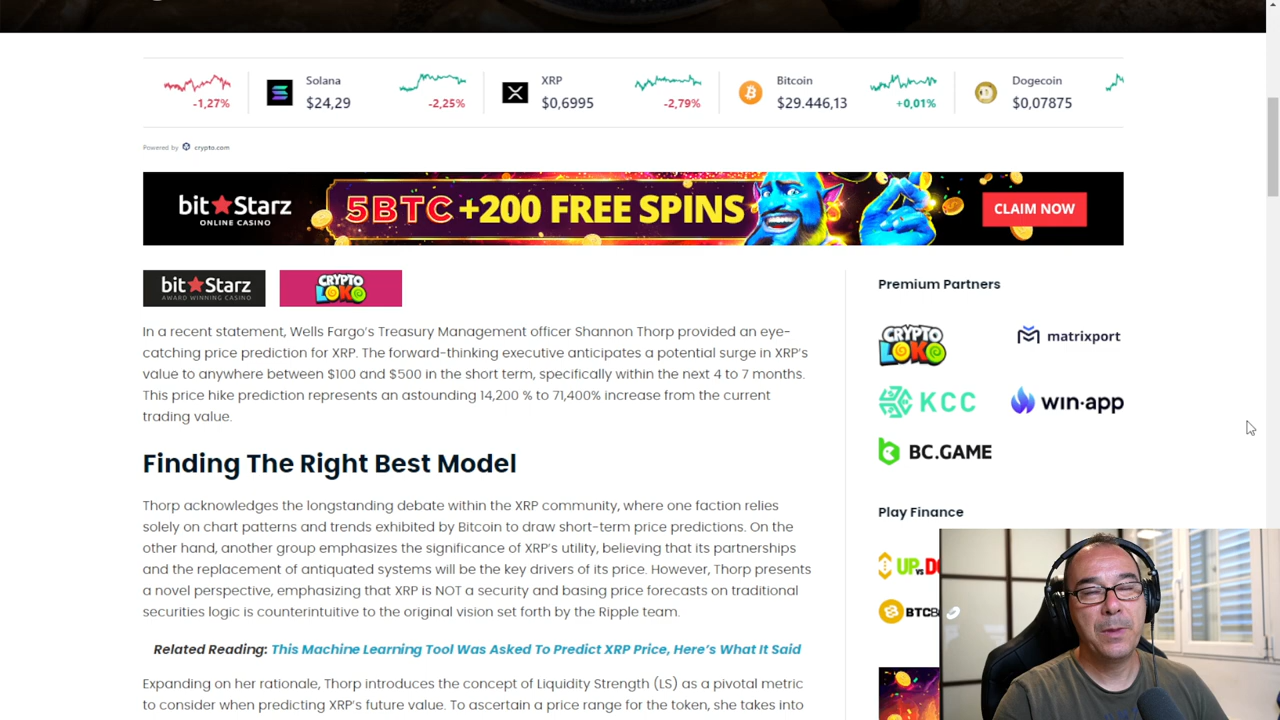 -1,27%
Solana
$24,29
-2,25%
XRP
$0,6995
-2,79%
Bitcoin
$29.446,13
+0,01%
Dogecoin
$0,07875
Powered by crypto.com
bitStarz
ONLINE CASINO
5BTC +200 FREE SPINS
CLAIM NOW
bitStarz
AWARD WINNING CASINO
CRYPTO
LOKO
In a recent statement, Wells Fargo's Treasury Management officer Shannon Thorp provided an eye-
catching price prediction for XRP. The forward-thinking executive anticipates a potential surge in XRP's
value to anywhere between $100 and $500 in the short term, specifically within the next 4 to 7 months.
This price hike prediction represents an astounding 14,200 % to 71,400% increase from the current
trading value.
Finding The Right Best Model
Thorp acknowledges the longstanding debate within the XRP community, where one faction relies
solely on chart patterns and trends exhibited by Bitcoin to draw short-term price predictions. On the
other hand, another group emphasizes the significance of XRP's utility, believing that its partnerships
and the replacement of antiquated systems will be the key drivers of its price. However, Thorp presents
a novel perspective, emphasizing that XRP is NOT a security and basing price forecasts on traditional
securities logic is counterintuitive to the original vision set forth by the Ripple team.
Related Reading: This Machine Learning Tool Was Asked To Predict XRP Price, Here's What It Said
Expanding on her rationale, Thorp introduces the concept of Liquidity Strength (LS) as a pivotal metric
to consider when predicting XRP's future value. To ascertain a price range for the token, she takes into
Premium Partners
CRYPTO
LOKO
matrixport
KCC
win·app
BC.GAME
Play Finance
UP
BTC